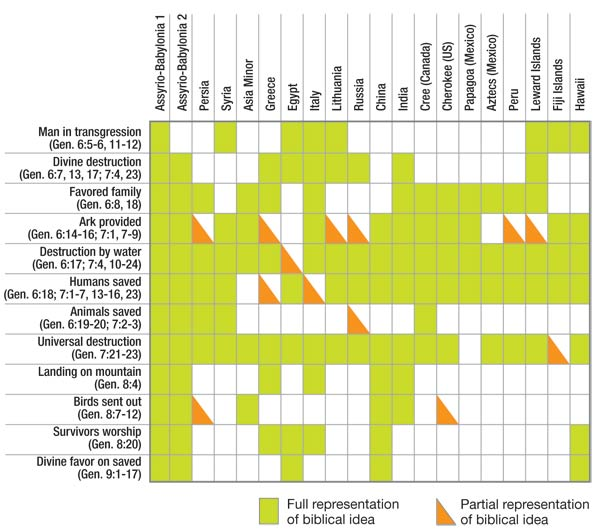 Assyrio-Babylonia 1
Assyrio-Babylonia 2
Persia
Syria
Asia Minor
Greece
Egypt
Italy
Lithuania
Russia
China
India
Cree (Canada)
Cherokee (US)
Papagoa (Mexico)
Aztecs (Mexico)
Peru
Leward Islands
Fiji Islands
Hawaii
Man in transgression
(Gen. 6:5-6, 11-12)
Divine destruction
(Gen. 6:7, 13, 17; 7:4, 23)
Favored family
(Gen. 6:8, 18)
Ark provided
(Gen. 6:14-16; 7:1, 7-9)
Destruction by water
(Gen. 6:17; 7:4, 10-24)
Humans saved
(Gen. 6:18; 7:1-7, 13-16, 23)
Animals saved
(Gen. 6:19-20; 7:2-3)
Universal destruction
(Gen. 7:21-23)
Landing on mountain
(Gen. 8:4)
Birds sent out
(Gen. 8:7-12)
Survivors worship
(Gen. 8:20)
Divine favor on saved
(Gen. 9:1-17)
Full representation
of biblical idea
Partial representation
of biblical idea